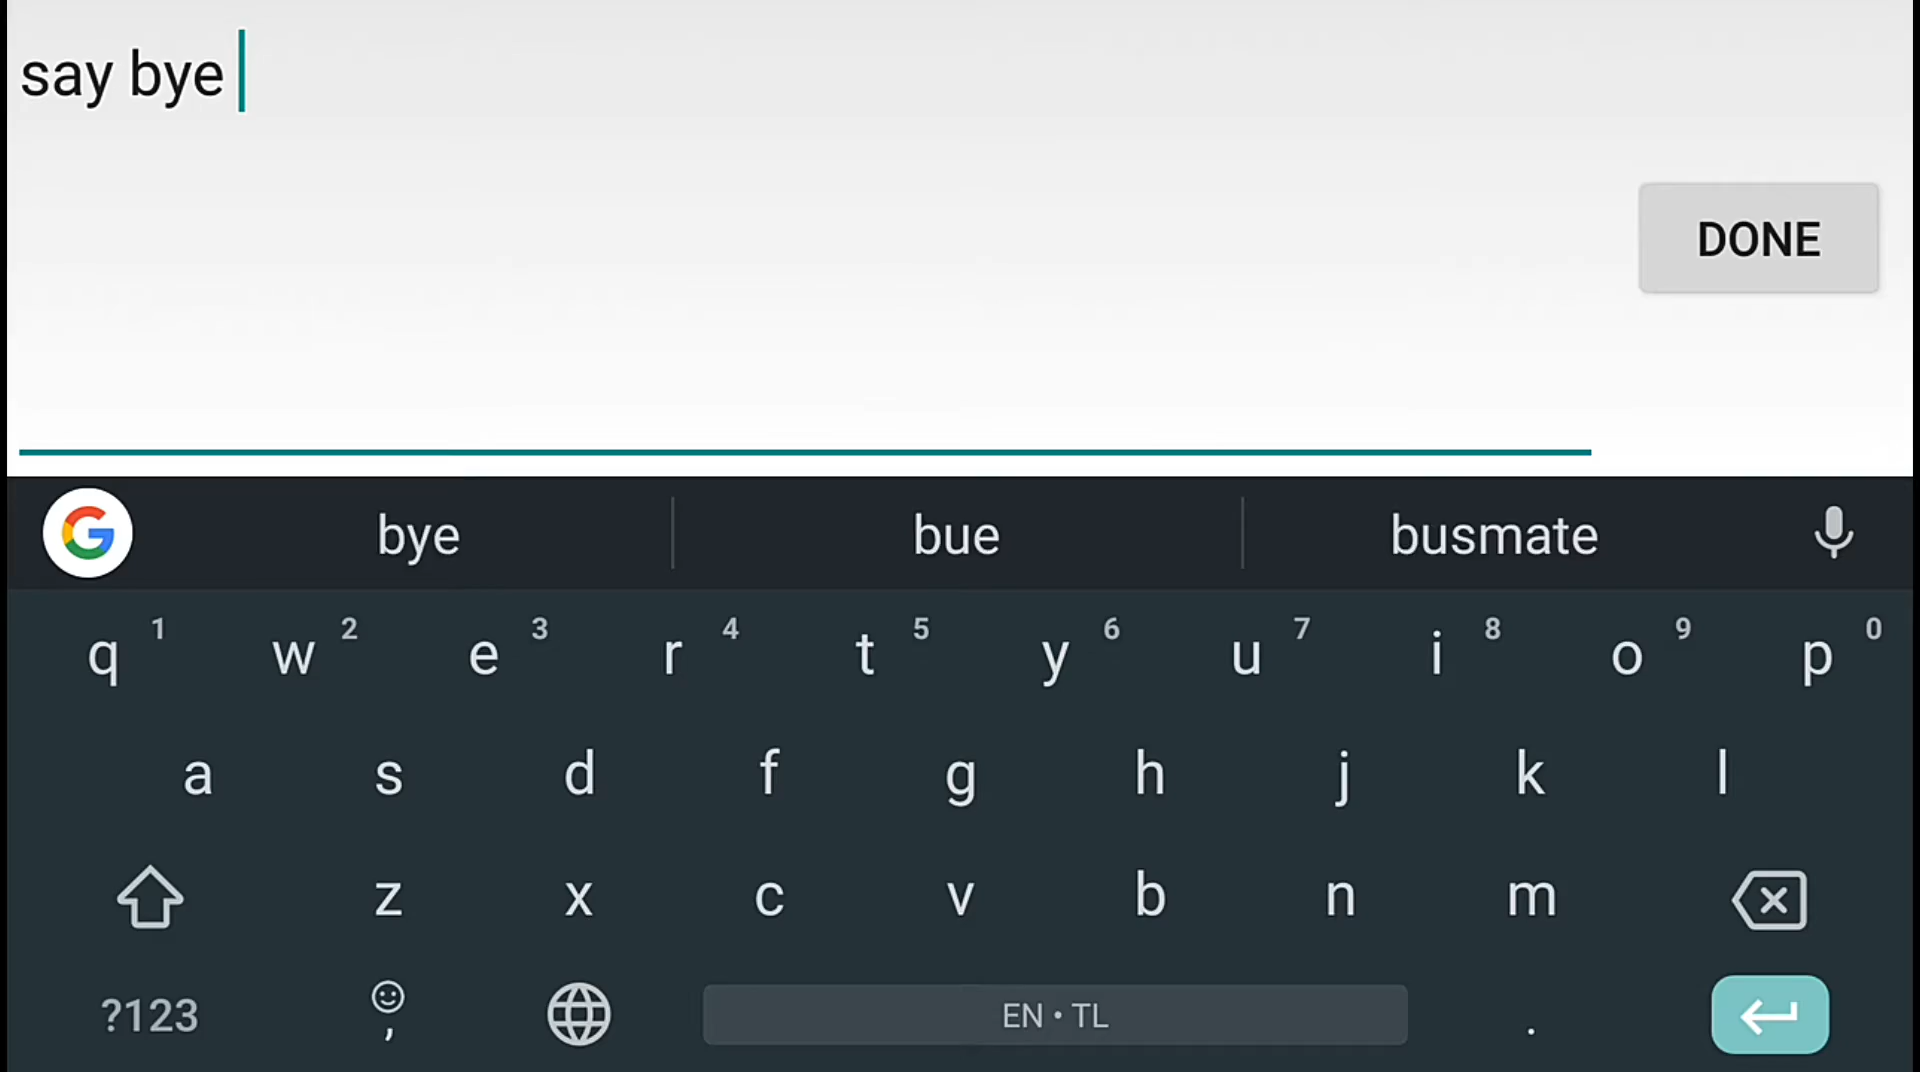 say bye
DONE
bye bue busmate
q 1 w 2 e 3 r 4 t 5 y 6 u 7 i 8 o 9 p 0
a s d f g h j k l
z x c v b n m
?123 , EN • TL .